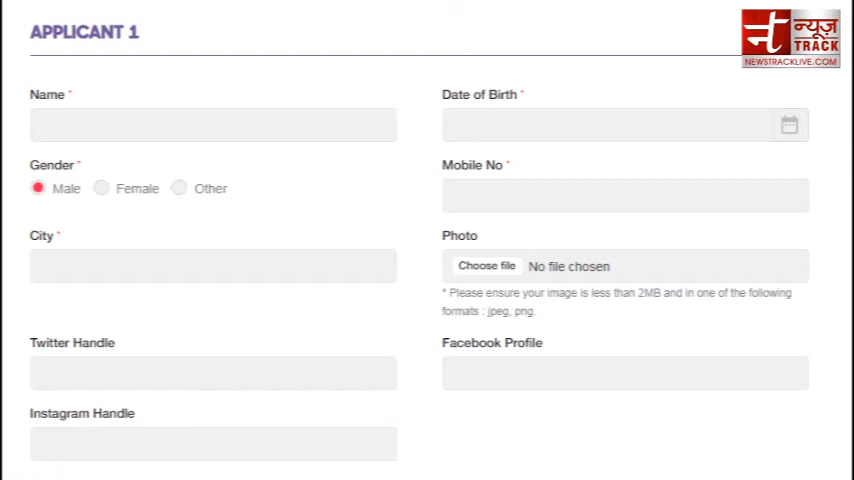 APPLICANT 1
न्यूज़
TRACK
NEWSTRACKLIVE.COM
Name *
Date of Birth *
Gender *
Male Female Other
Mobile No *
City *
Photo
Choose file No file chosen
* Please ensure your image is less than 2MB and in one of the following
formats : jpeg, png.
Twitter Handle
Facebook Profile
Instagram Handle